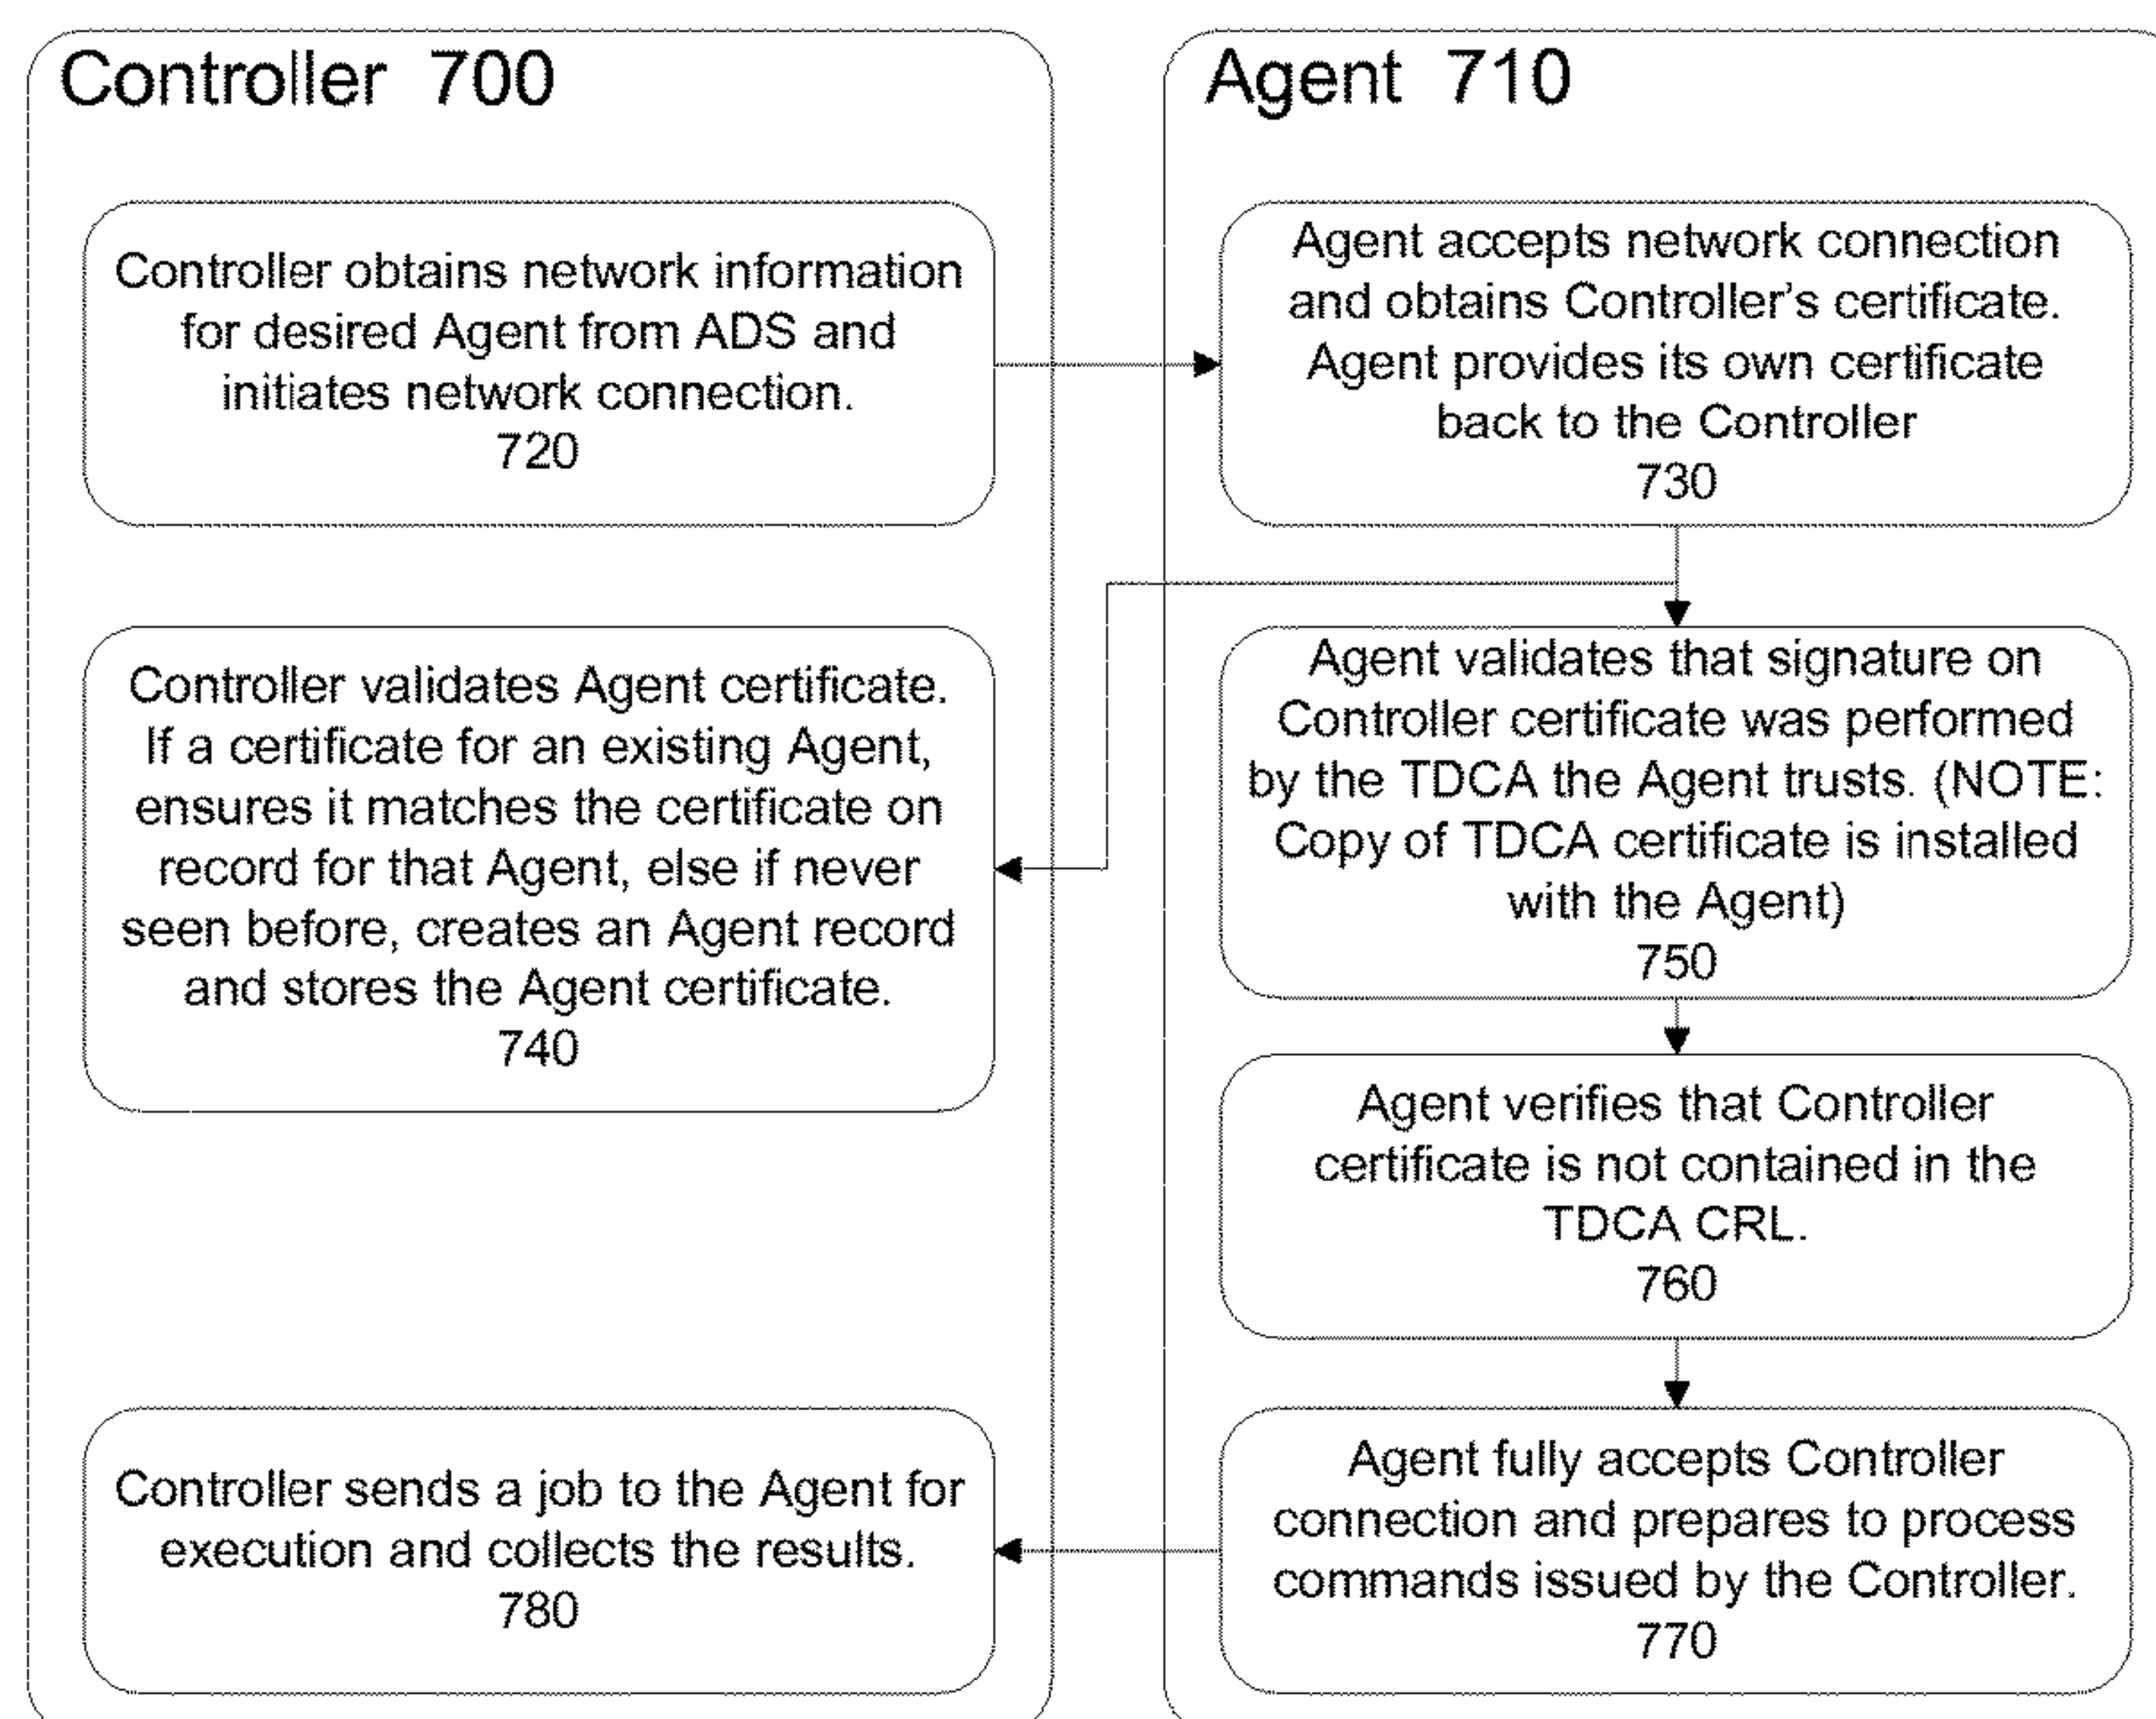 Controller 700
Controller obtains network information
for desired Agent from ADS and
initiates network connection.
720
Controller validates Agent certificate.
If a certificate for an existing Agent,
ensures it matches the certificate on
record for that Agent, else if never
seen before, creates an Agent record
and stores the Agent certificate.
740
Controller sends a job to the Agent for
execution and collects the results.
780
Agent 710
Agent accepts network connection
and obtains Controller's certificate.
Agent provides its own certificate
back to the Controller
730
Agent validates that signature on
Controller certificate was performed
by the TDCA the Agent trusts. (NOTE:
Copy of TDCA certificate is installed
with the Agent)
750
Agent verifies that Controller
certificate is not contained in the
TDCA CRL.
760
Agent fully accepts Controller
connection and prepares to process
commands issued by the Controller.
770